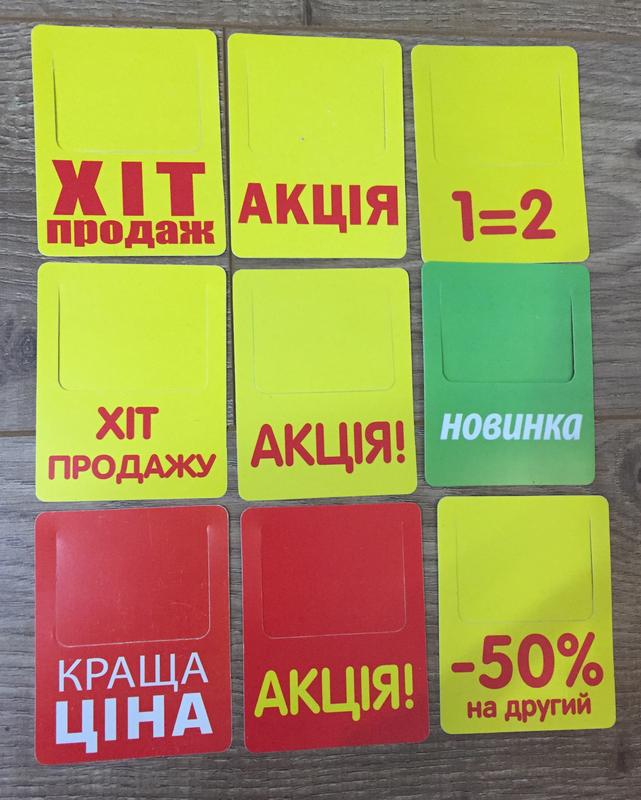 ХІТ
продаж
АКЦІЯ
1=2
ХІТ
ПРОДАЖУ
АКЦІЯ!
новинка
КРАЩА
ЦІНА
АКЦІЯ!
-50%
на другий